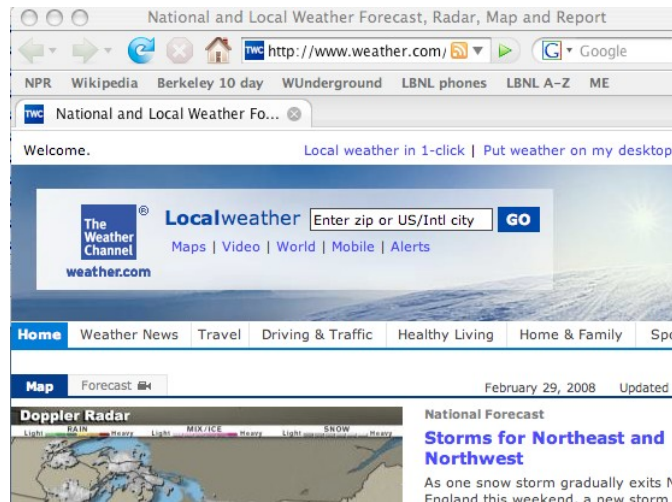 National and Local Weather Forecast, Radar, Map and Report
TWC http://www.weather.com/ G Google
NPR Wikipedia Berkeley 10 day WUnderground LBNL phones LBNL A-Z ME
TWC National and Local Weather Fo...
Welcome. Local weather in 1-click | Put weather on my desktop
The Weather Channel ®
weather.com
Localweather Enter zip or US/Intl city GO
Maps | Video | World | Mobile | Alerts
Home Weather News Travel Driving & Traffic Healthy Living Home & Family Spo
Map Forecast February 29, 2008 Updated
Doppler Radar
Light RAIN Heavy Light MIX/ICE Heavy Light SNOW Heavy
National Forecast
Storms for Northeast and
Northwest
As one snow storm gradually exits
England this weekend, a new storm